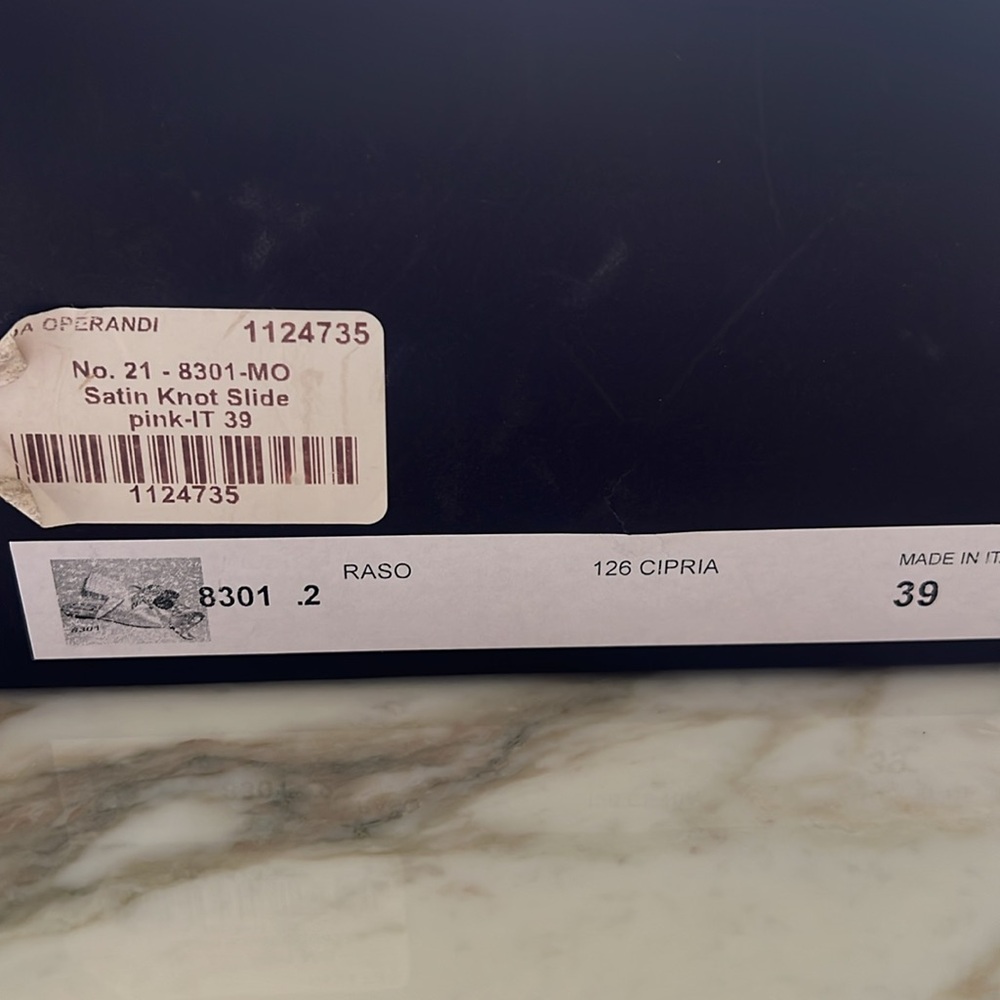 OPERANDI 1124735
No. 21 - 8301-MO
Satin Knot Slide
pink-IT 39
1124735
RASO 126 CIPRIA MADE IN IT
8301 .2 39
8301